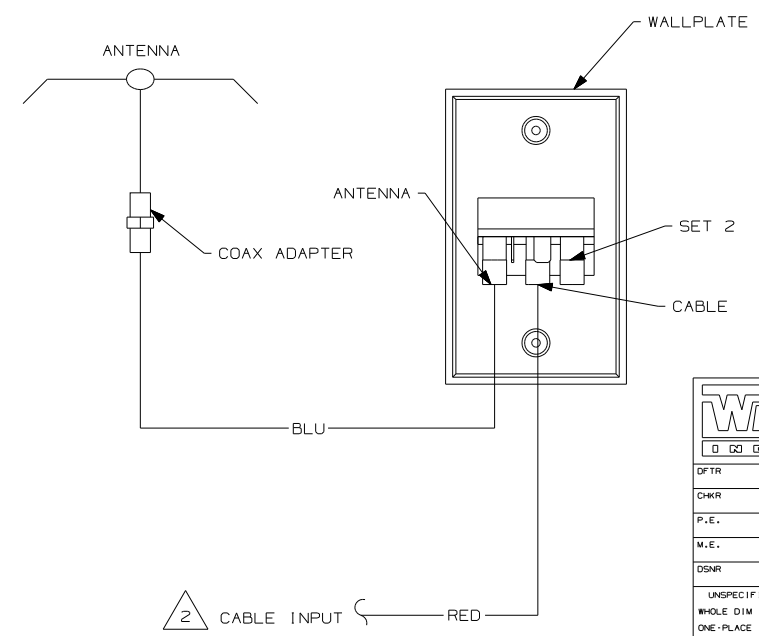 WALLPLATE
ANTENNA
ANTENNA
SET 2
COAX ADAPTER
CABLE
BLU
DFTR
CHKR
P.E.
M.E.
DSNR
UNSPECIF
WHOLE DIM
ONE-PLACE
2 CABLE INPUT RED